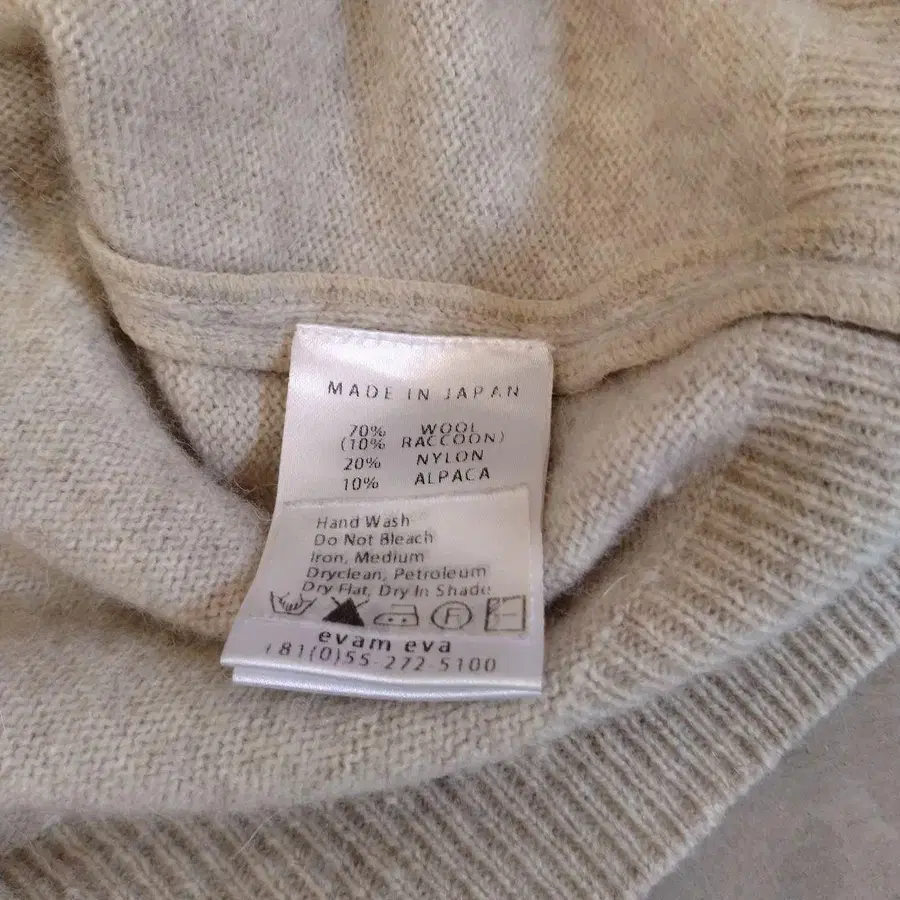 MADE IN JAPAN
70% WOOL
(10% RACCOON)
20% NYLON
10% ALPACA
Hand Wash
Do Not Bleach
Iron, Medium
Dryclean, Petroleum
Dry Flat, Dry In Shade
F
evam eva
81(0)55-272-5100